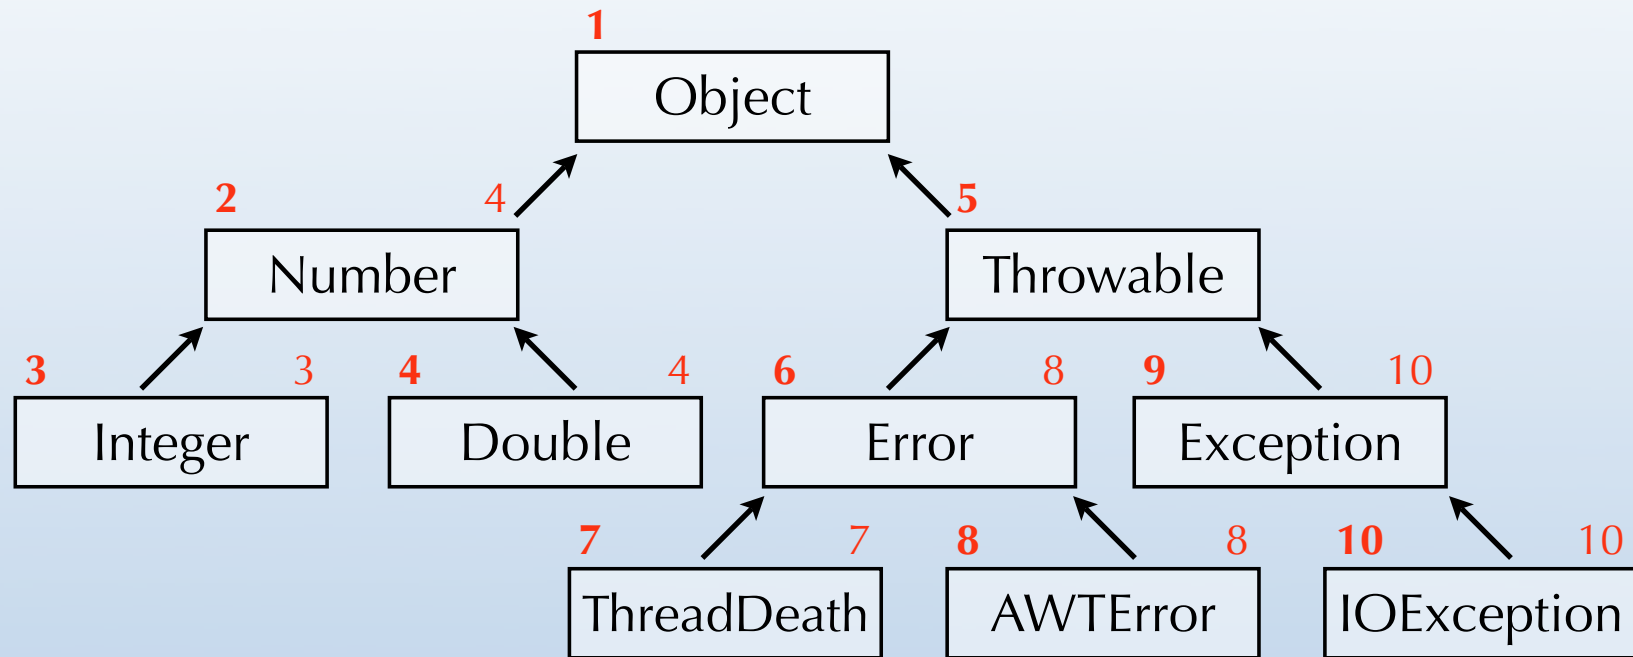 1
Object
2 4 5
Number Throwable
3 3 4 4 6 8 9 10
Integer Double Error Exception
7 7 8 8 10 10
ThreadDeath AWTError IOException